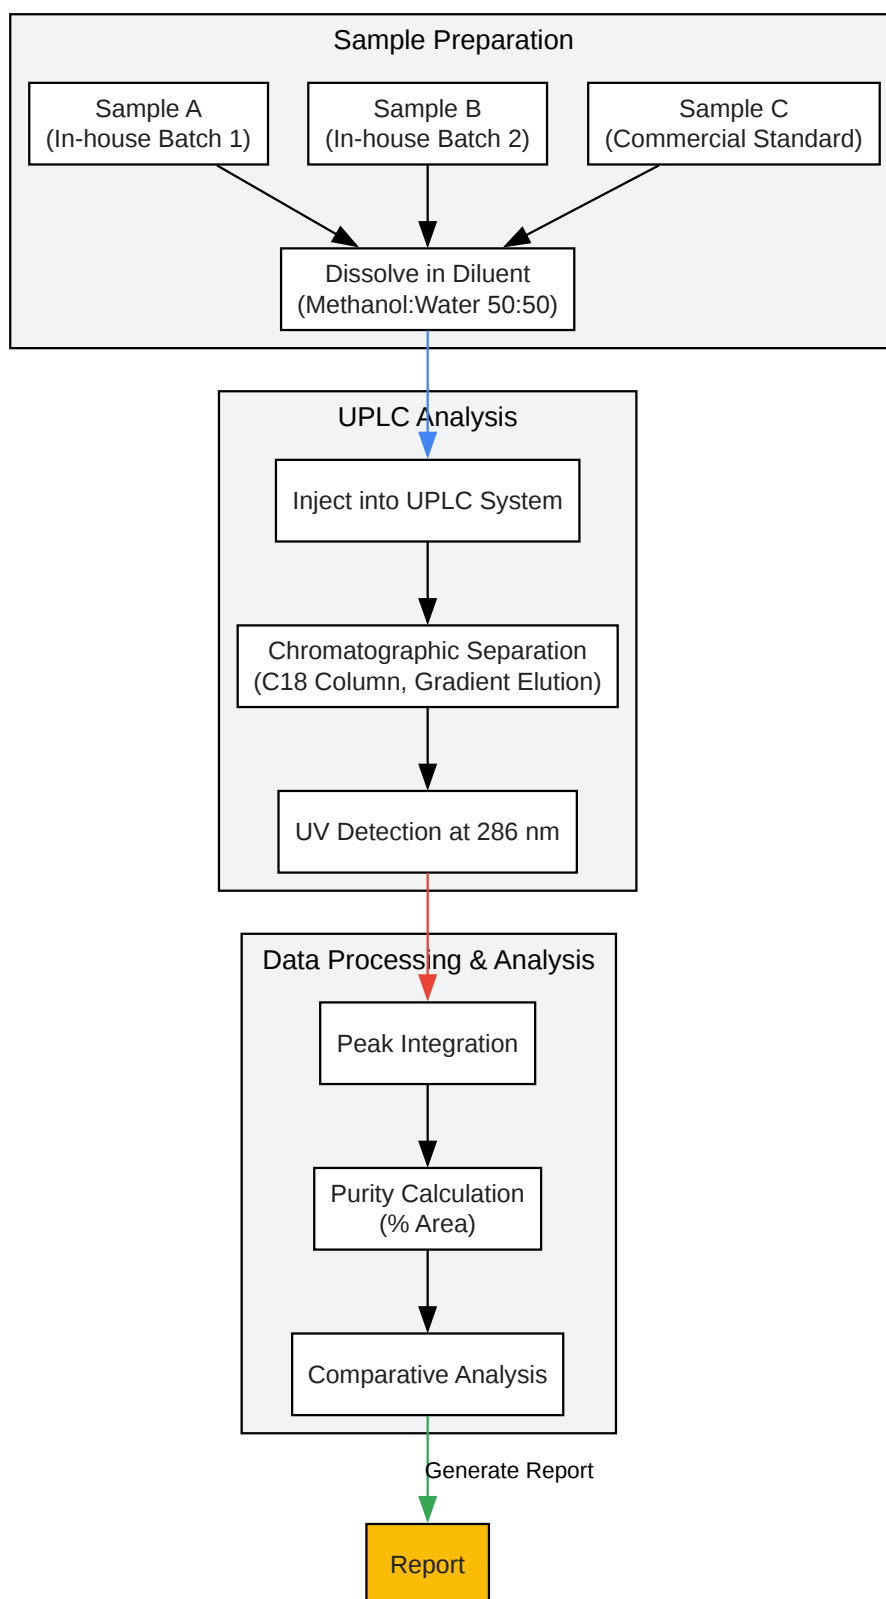 Sample Preparation
Sample A
(In-house Batch 1)
Sample B
(In-house Batch 2)
Sample C
(Commercial Standard)
Dissolve in Diluent
(Methanol:Water 50:50)
UPLC Analysis
Inject into UPLC System
Chromatographic Separation
(C18 Column, Gradient Elution)
UV Detection at 286 nm
Data Processing & Analysis
Peak Integration
Purity Calculation
(% Area)
Comparative Analysis
Generate Report
Report